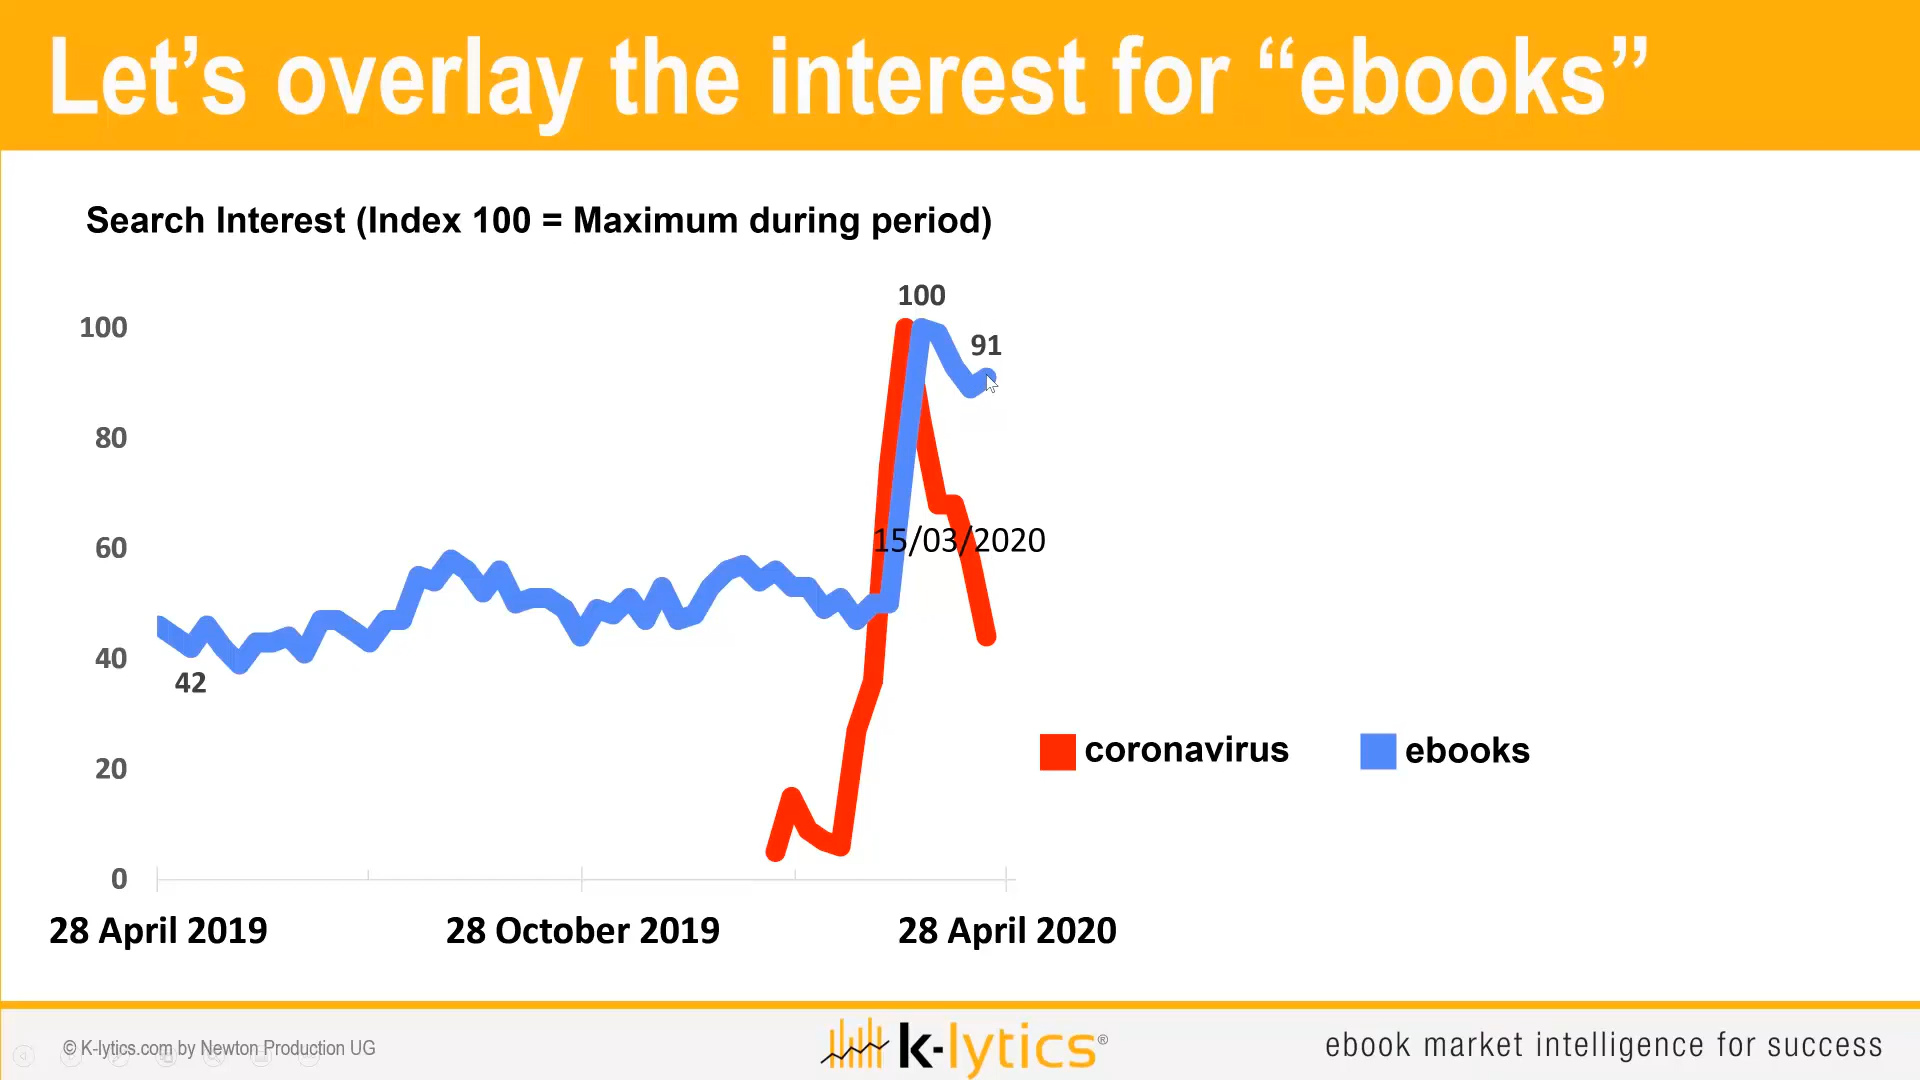 Let’s overlay the interest for “ebooks”
Search Interest (Index 100 = Maximum during period)
100
91
100
80
60
40
20
0
42
15/03/2020
coronavirus
ebooks
28 April 2019
28 October 2019
28 April 2020
© K-lytics.com by Newton Production UG
k-lytics®
ebook market intelligence for success